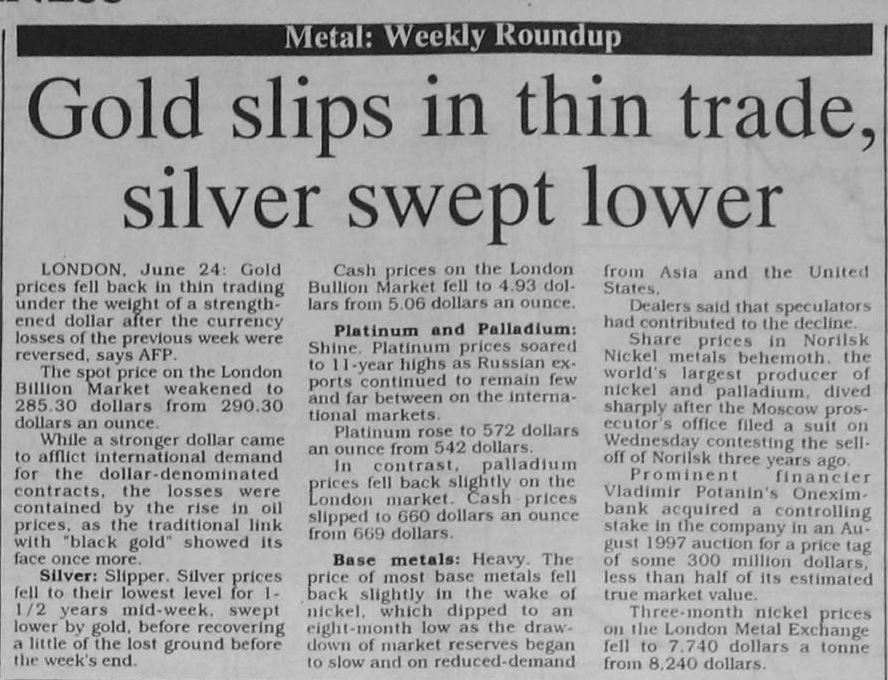 Metal: Weekly Roundup
Gold slips in thin trade,
silver swept lower
LONDON, June 24: Gold
prices fell back in thin trading
under the weight of a strength-
ened dollar after the currency
losses of the previous week were
reversed, says AFP.
The spot price on the London
Billion Market weakened to
285.30 dollars from 290.30
dollars an ounce.
While a stronger dollar came
to afflict international demand
for the dollar-denominated
contracts, the losses were
contained by the rise in oil
prices, as the traditional link
with "black gold" showed its
face once more.
Silver: Slipper. Silver prices
fell to their lowest level for 1-
1/2 years mid-week, swept
lower by gold, before recovering
a little of the lost ground before
the week's end.
Cash prices on the London
Bullion Market fell to 4.93 dol-
lars from 5.06 dollars an ounce.
Platinum and Palladium:
Shine. Platinum prices soared
to 11-year highs as Russian ex-
ports continued to remain few
and far between on the interna-
tional markets.
Platinum rose to 572 dollars
an ounce from 542 dollars.
In contrast, palladium
prices fell back slightly on the
London market. Cash prices
slipped to 660 dollars an ounce
from 669 dollars.
Base metals: Heavy. The
price of most base metals fell
back slightly in the wake of
nickel, which dipped to an
eight-month low as the draw-
down of market reserves began
to slow and on reduced-demand
from Asia and the United
States.
Dealers said that speculators
had contributed to the decline.
Share prices in Norilsk
Nickel metals behemoth, the
world's largest producer of
nickel and palladium, dived
sharply after the Moscow pros-
ecutor's office filed a suit on
Wednesday contesting the sell-
off of Norilsk three years ago.
Prominent financier
Vladimir Potanin's Onexim-
bank acquired a controlling
stake in the company in an Au-
gust 1997 auction for a price tag
of some 300 million dollars,
less than half of its estimated
true market value.
Three-month nickel prices
on the London Metal Exchange
fell to 7,740 dollars a tonne
from 8,240 dollars.